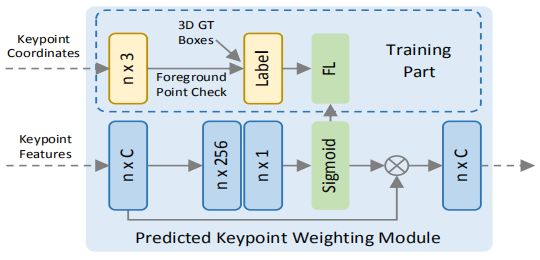 Keypoint
Coordinates
n x 3
3D GT
Boxes
Foreground
Point Check
Label
FL
Training
Part
Keypoint
Features
n x C
n x 256
n x 1
Sigmoid
n x C
Predicted Keypoint Weighting Module